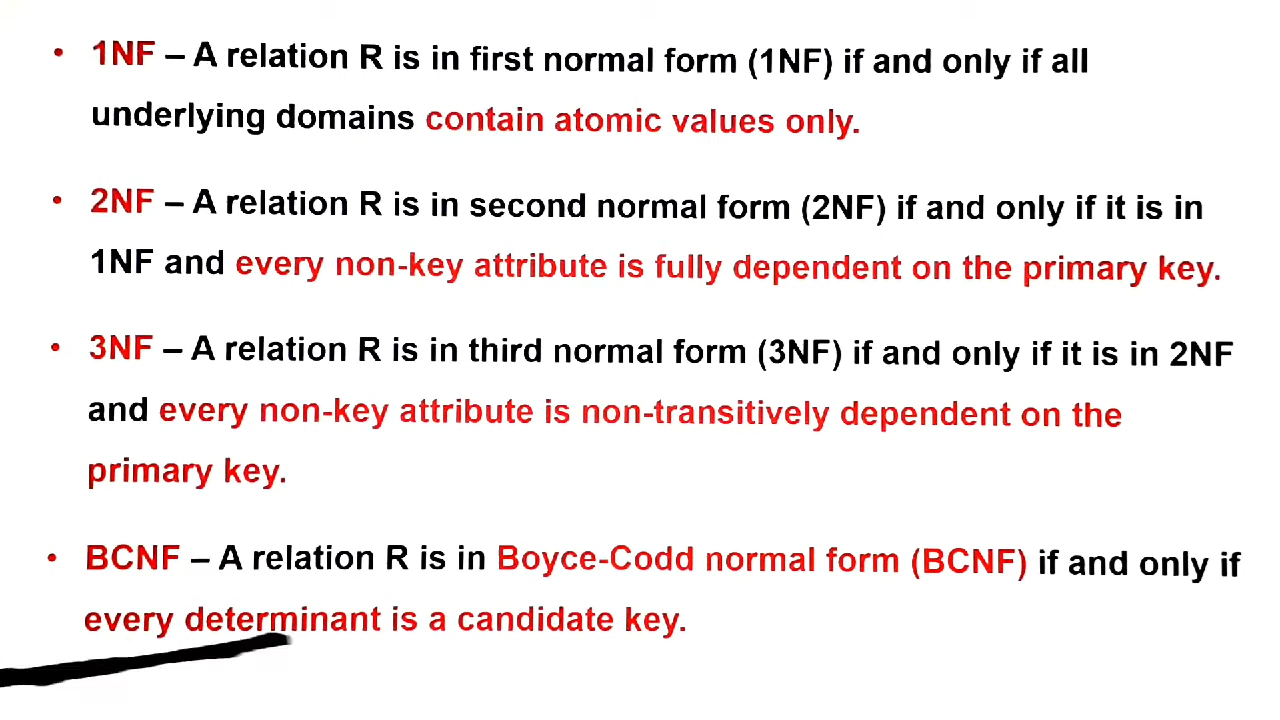 • 1NF – A relation R is in first normal form (1NF) if and only if all
underlying domains contain atomic values only.
• 2NF – A relation R is in second normal form (2NF) if and only if it is in
1NF and every non-key attribute is fully dependent on the primary key.
• 3NF – A relation R is in third normal form (3NF) if and only if it is in 2NF
and every non-key attribute is non-transitively dependent on the
primary key.
• BCNF – A relation R is in Boyce-Codd normal form (BCNF) if and only if
every determinant is a candidate key.